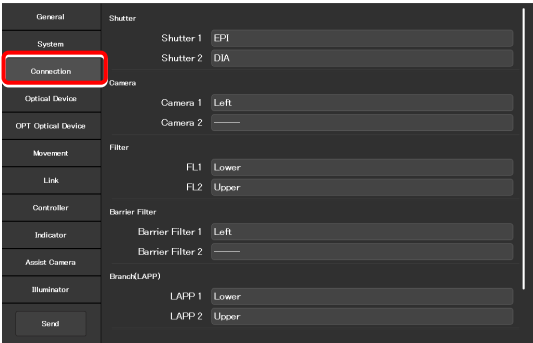 General
System
Connection
Optical Device
OPT Optical Device
Movement
Link
Controller
Indicator
Assist Camera
Illuminator
Send
Shutter
Shutter 1 EPI
Shutter 2 DIA
Camera
Camera 1 Left
Camera 2 ———
Filter
FL1 Lower
FL2 Upper
Barrier Filter
Barrier Filter 1 Left
Barrier Filter 2 ———
Branch(LAPP)
LAPP 1 Lower
LAPP 2 Upper